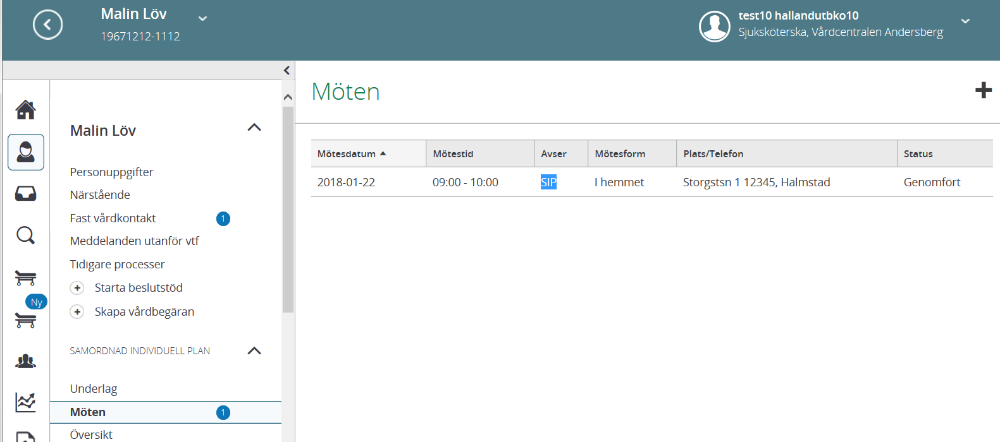 Malin Löv
19671212-1112
test10 hallandutbko10
Sjuksköterska, Vårdcentralen Andersberg
Malin Löv
Personuppgifter
Närstående
Fast vårdkontakt 1
Meddelanden utanför vtf
Tidigare processer
Starta beslutstöd
Skapa vårdbegäran
Ny
SAMORDNAD INDIVIDUELL PLAN
Underlag
Möten 1
Översikt
Möten
Mötesdatum Mötestid Avser Mötesform Plats/Telefon Status
2018-01-22 09:00 - 10:00 SIP I hemmet Storgstsn 1 12345, Halmstad Genomfört